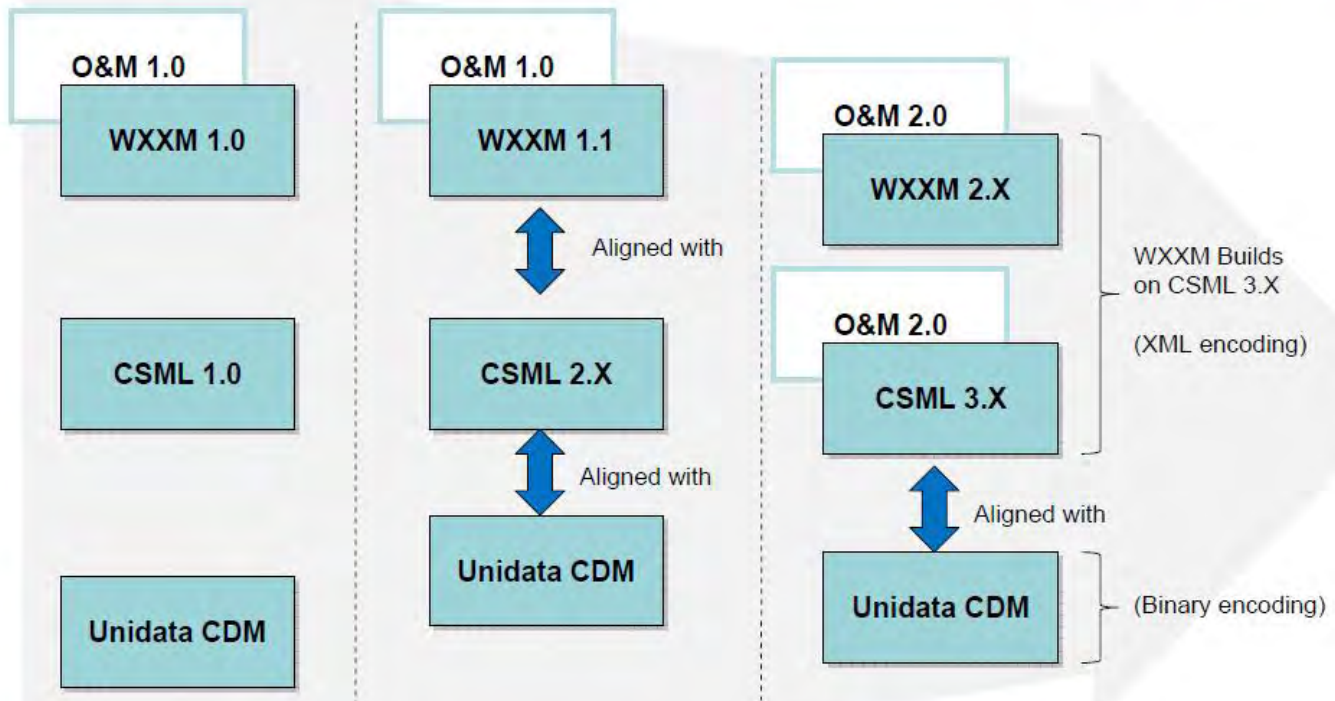 O&M 1.0
WXXM 1.0
CSML 1.0
Unidata CDM
O&M 1.0
WXXM 1.1
Aligned with
CSML 2.X
Aligned with
Unidata CDM
O&M 2.0
WXXM 2.X
O&M 2.0
CSML 3.X
WXXM Builds
on CSML 3.X
(XML encoding)
Aligned with
Unidata CDM
(Binary encoding)